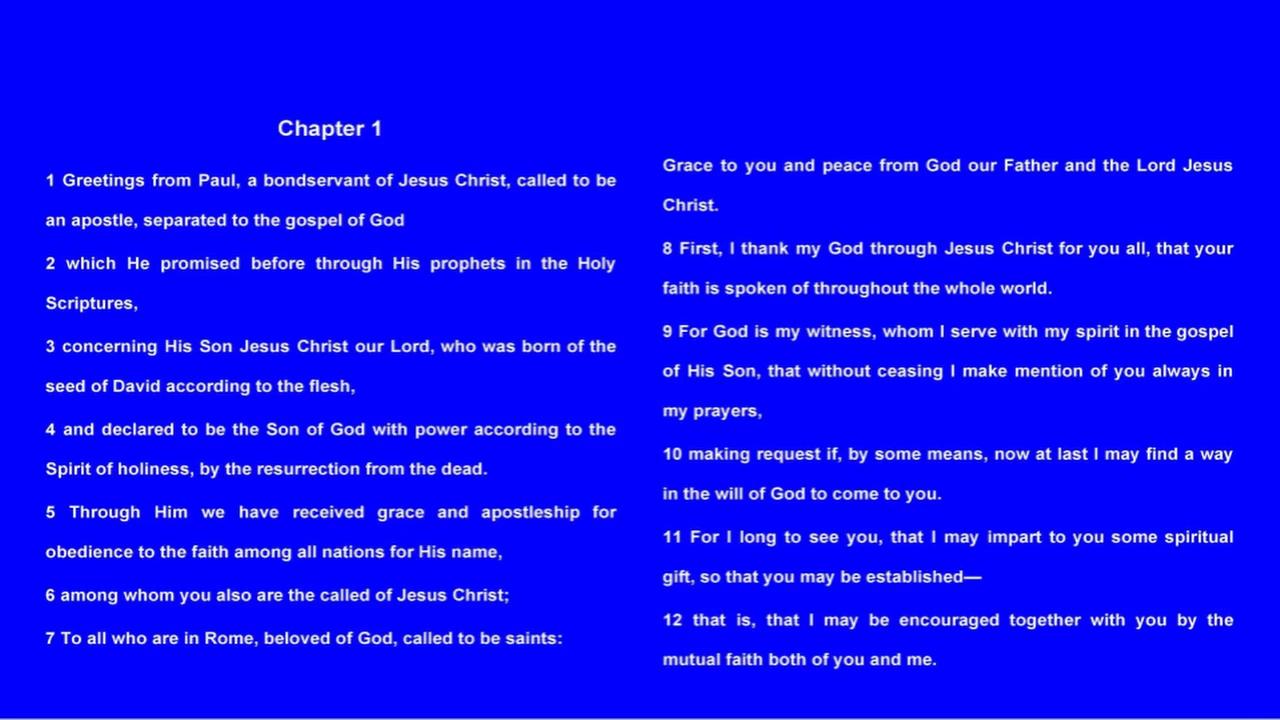 Chapter 1
1 Greetings from Paul, a bondservant of Jesus Christ, called to be
an apostle, separated to the gospel of God
2 which He promised before through His prophets in the Holy
Scriptures,
3 concerning His Son Jesus Christ our Lord, who was born of the
seed of David according to the flesh,
4 and declared to be the Son of God with power according to the
Spirit of holiness, by the resurrection from the dead.
5 Through Him we have received grace and apostleship for
obedience to the faith among all nations for His name,
6 among whom you also are the called of Jesus Christ;
7 To all who are in Rome, beloved of God, called to be saints:
Grace to you and peace from God our Father and the Lord Jesus
Christ.
8 First, I thank my God through Jesus Christ for you all, that your
faith is spoken of throughout the whole world.
9 For God is my witness, whom I serve with my spirit in the gospel
of His Son, that without ceasing I make mention of you always in
my prayers,
10 making request if, by some means, now at last I may find a way
in the will of God to come to you.
11 For I long to see you, that I may impart to you some spiritual
gift, so that you may be established—
12 that is, that I may be encouraged together with you by the
mutual faith both of you and me.